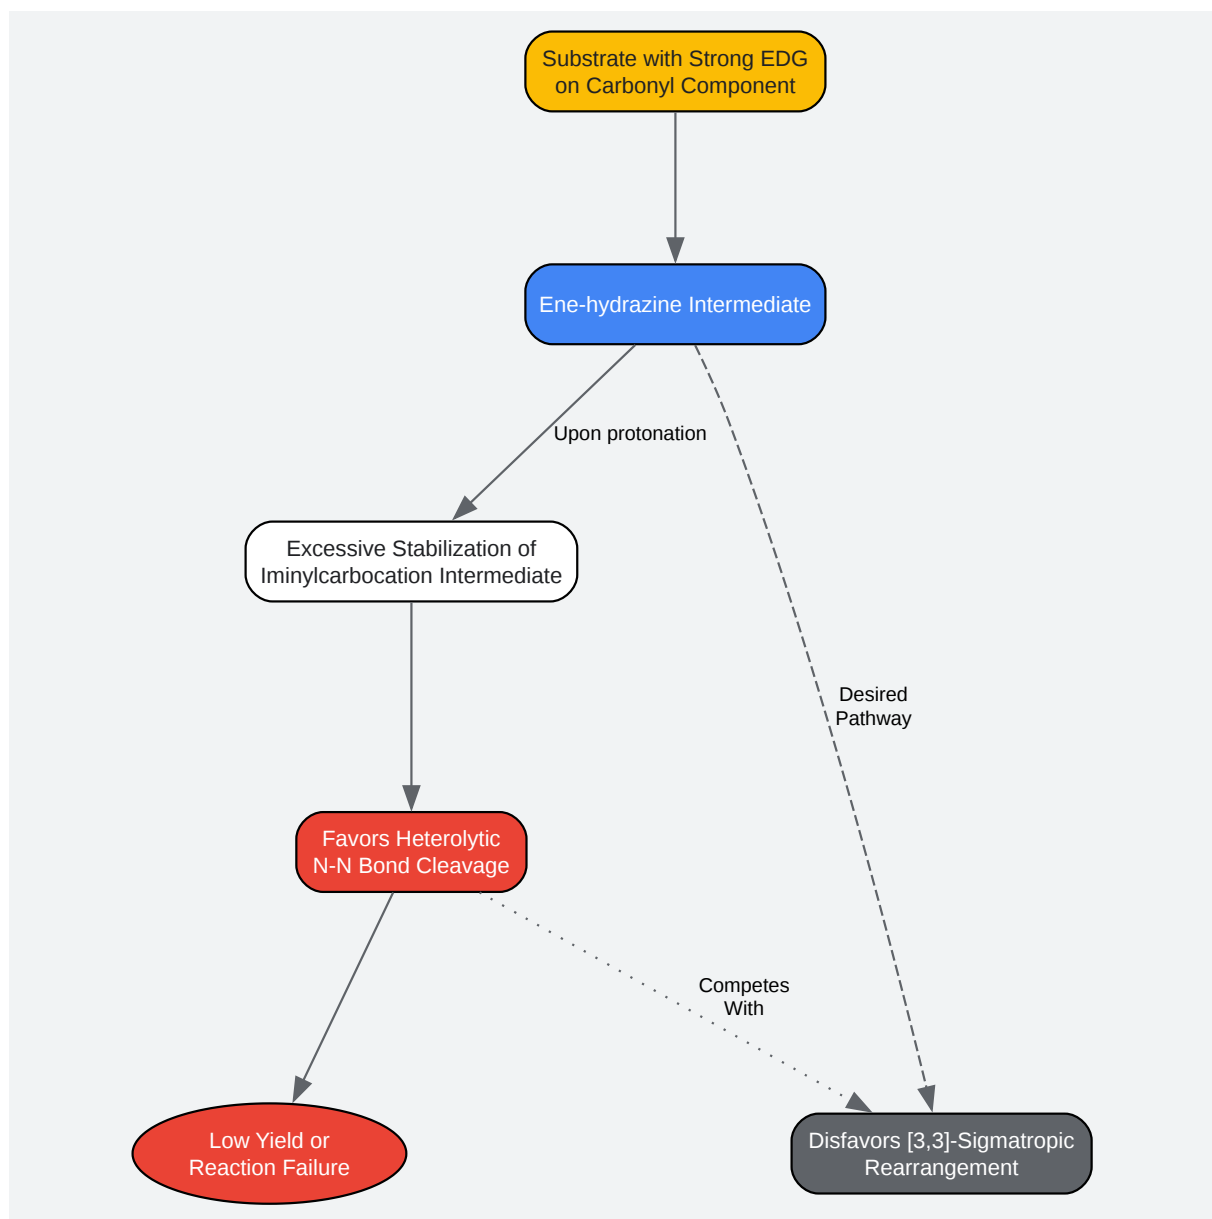 Substrate with Strong EDG
on Carbonyl Component
Ene-hydrazine Intermediate
Upon protonation
Excessive Stabilization of
Iminylcarbocation Intermediate
Desired
Pathway
Favors Heterolytic
N-N Bond Cleavage
Competes
With
Low Yield or
Reaction Failure
Disfavors [3,3]-Sigmatropic
Rearrangement